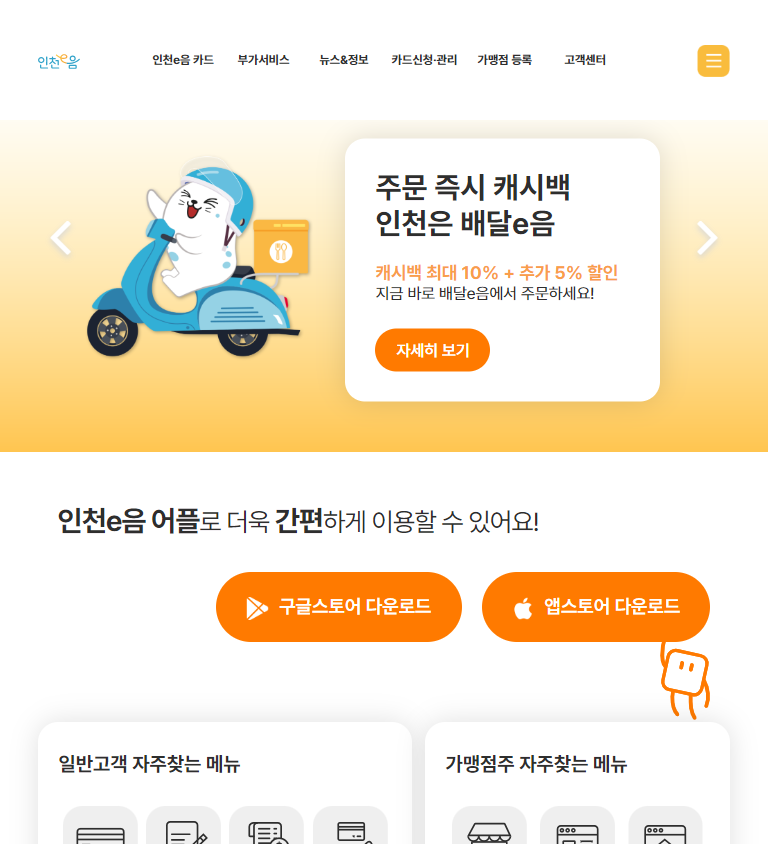 인천e음
인천e음 카드
부가서비스
뉴스&정보
카드신청·관리
가맹점 등록
고객센터
주문 즉시 캐시백
인천은 배달e음
캐시백 최대 10% + 추가 5% 할인
지금 바로 배달e음에서 주문하세요!
자세히 보기
인천e음 어플로 더욱 간편하게 이용할 수 있어요!
구글스토어 다운로드
앱스토어 다운로드
일반고객 자주찾는 메뉴
가맹점주 자주찾는 메뉴